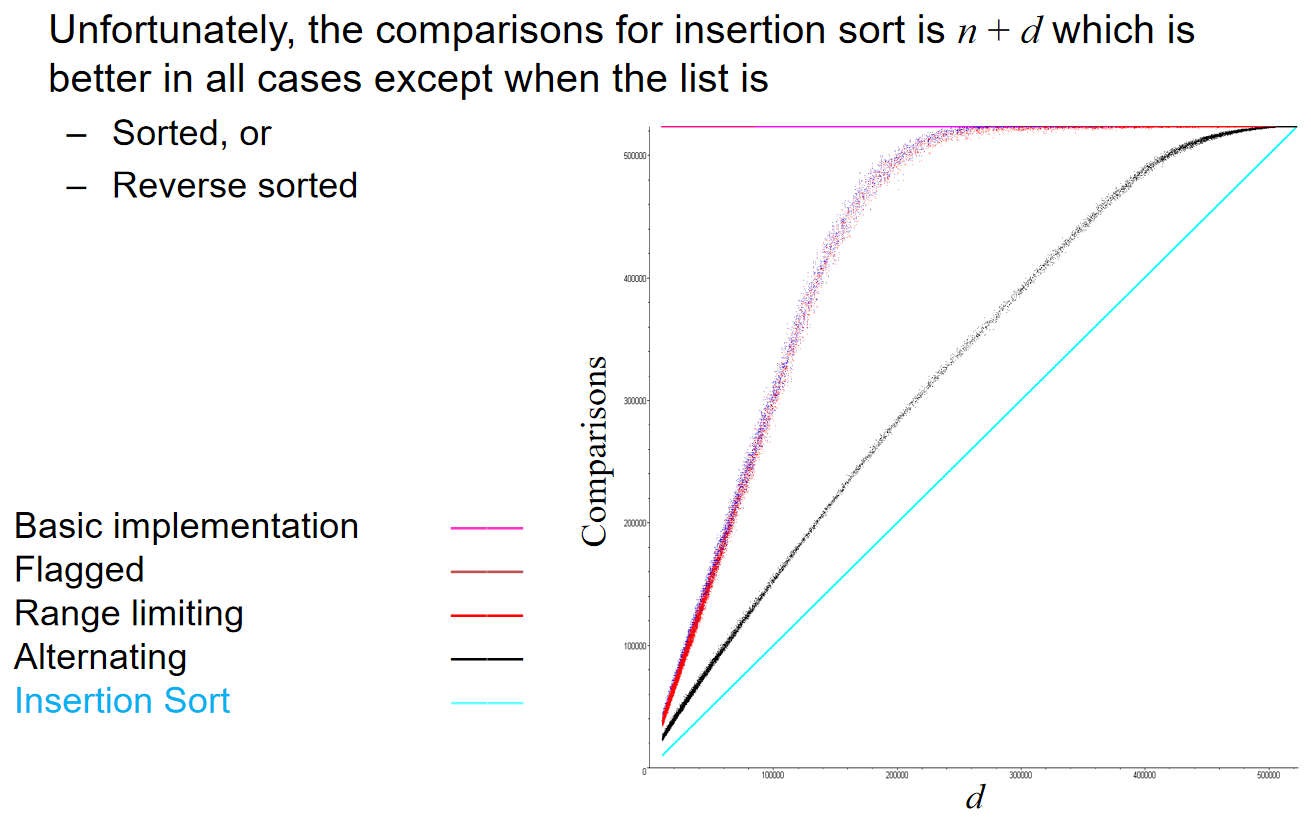 Unfortunately, the comparisons for insertion sort is n + d which is
better in all cases except when the list is
– Sorted, or
– Reverse sorted
500000
400000
300000
200000
100000
0
Comparisons
100000 200000 300000 400000 500000
d
Basic implementation
Flagged
Range limiting
Alternating
Insertion Sort